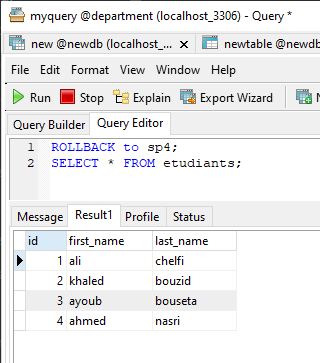 myquery @department (localhost_3306) - Query *
new @newdb (localhost_... newtable @newdb
File Edit Format View Window Help
Run Stop Explain Export Wizard
Query Builder Query Editor
1 ROLLBACK to sp4;
2 SELECT * FROM etudiants;
Message Result1 Profile Status
id first_name last_name
1 ali chelfi
2 khaled bouzid
3 ayoub bouseta
4 ahmed nasri